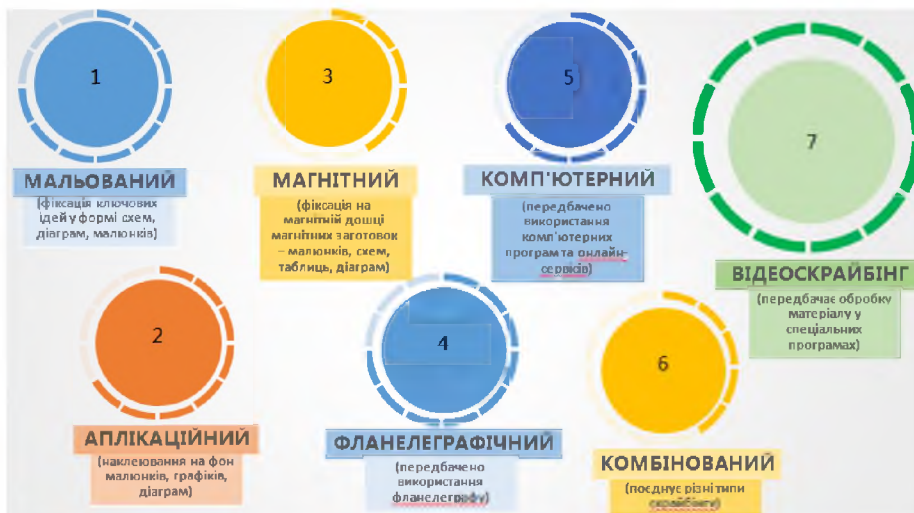 1
МАЛЬОВАНИЙ
(фіксація ключових
ідей у формі схем,
діаграм, малюнків)
2
АПЛІКАЦІЙНИЙ
(наклеювання на фон
малюнків, графіків,
діаграм)
3
МАГНІТНИЙ
(фіксація на
магнітній дошці
магнітних заготовок
– малюнків, схем,
таблиць, діаграм)
4
ФЛАНЕЛЕГРАФІЧНИЙ
(передбачено
використання
фланелеграфу)
5
КОМП'ЮТЕРНИЙ
(передбачено
використання
комп'ютерних
програм та онлайн-
сервісів)
6
КОМБІНОВАНИЙ
(поєднує різні типи
скрайбінгу)
7
ВІДЕОСКРАЙБІНГ
(передбачає обробку
матеріалу у
спеціальних
програмах)